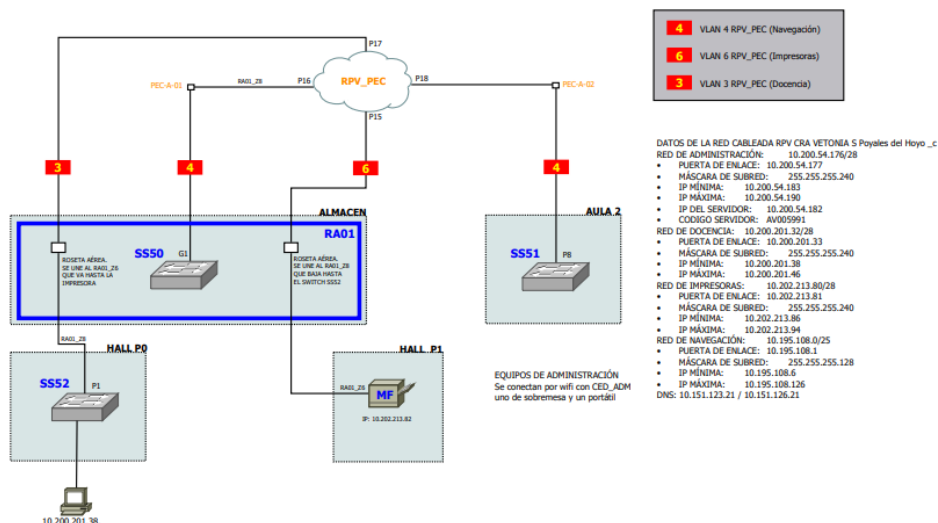 4 VLAN 4 RPV_PEC (Navegación)
6 VLAN 6 RPV_PEC (Impresoras)
3 VLAN 3 RPV_PEC (Docencia)
P17
PEC-A-01
RA01_Z8
P16
RPV_PEC
P18
PEC-A-02
P15
3
4
6
4
ALMACEN
RA01
ROSETA AÉREA.
SE UNE AL RA01_Z6
QUE VA HASTA LA
IMPRESORA
SS50
G1
ROSETA AÉREA.
SE UNE AL RA01_Z8
QUE BAJA HASTA
EL SWITCH SS52
AULA 2
SS51
P8
RA01_Z8
HALL P0
SS52
P1
10.200.201.38
HALL P1
RA01_Z6
MF
IP: 10.202.213.82
EQUIPOS DE ADMINISTRACIÓN
Se conectan por wifi con CED_ADM
uno de sobremesa y un portátil
DATOS DE LA RED CABLEADA RPV CRA VETONIA S Poyales del Hoyo _c
RED DE ADMINISTRACIÓN: 10.200.54.176/28
• PUERTA DE ENLACE: 10.200.54.177
• MÁSCARA DE SUBRED: 255.255.255.240
• IP MÍNIMA: 10.200.54.183
• IP MÁXIMA: 10.200.54.190
• IP DEL SERVIDOR: 10.200.54.182
• CODIGO SERVIDOR: AV005991
RED DE DOCENCIA: 10.200.201.32/28
• PUERTA DE ENLACE: 10.200.201.33
• MÁSCARA DE SUBRED: 255.255.255.240
• IP MÍNIMA: 10.200.201.38
• IP MÁXIMA: 10.200.201.46
RED DE IMPRESORAS: 10.202.213.80/28
• PUERTA DE ENLACE: 10.202.213.81
• MÁSCARA DE SUBRED: 255.255.255.240
• IP MÍNIMA: 10.202.213.86
• IP MÁXIMA: 10.202.213.94
RED DE NAVEGACIÓN: 10.195.108.0/25
• PUERTA DE ENLACE: 10.195.108.1
• MÁSCARA DE SUBRED: 255.255.255.128
• IP MÍNIMA: 10.195.108.6
• IP MÁXIMA: 10.195.108.126
DNS: 10.151.123.21 / 10.151.126.21